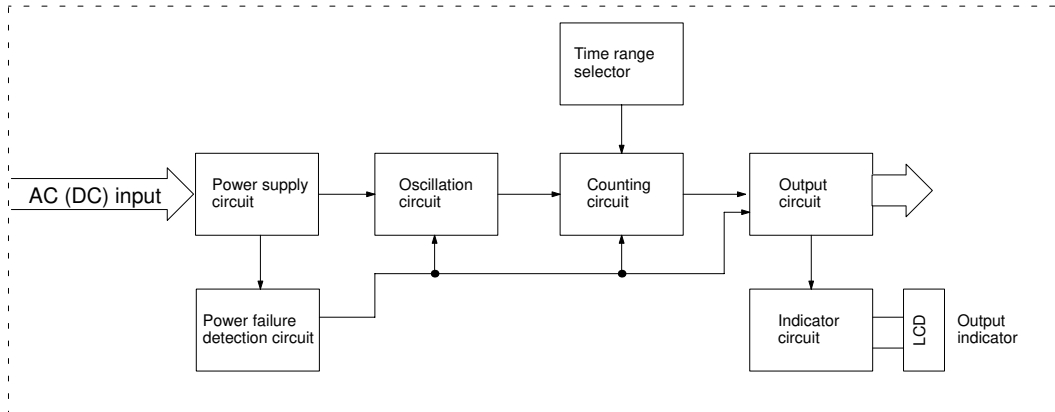 Time range
selector
AC (DC) input
Power supply
circuit
Oscillation
circuit
Counting
circuit
Output
circuit
Power failure
detection circuit
Indicator
circuit
LCD
Output
indicator